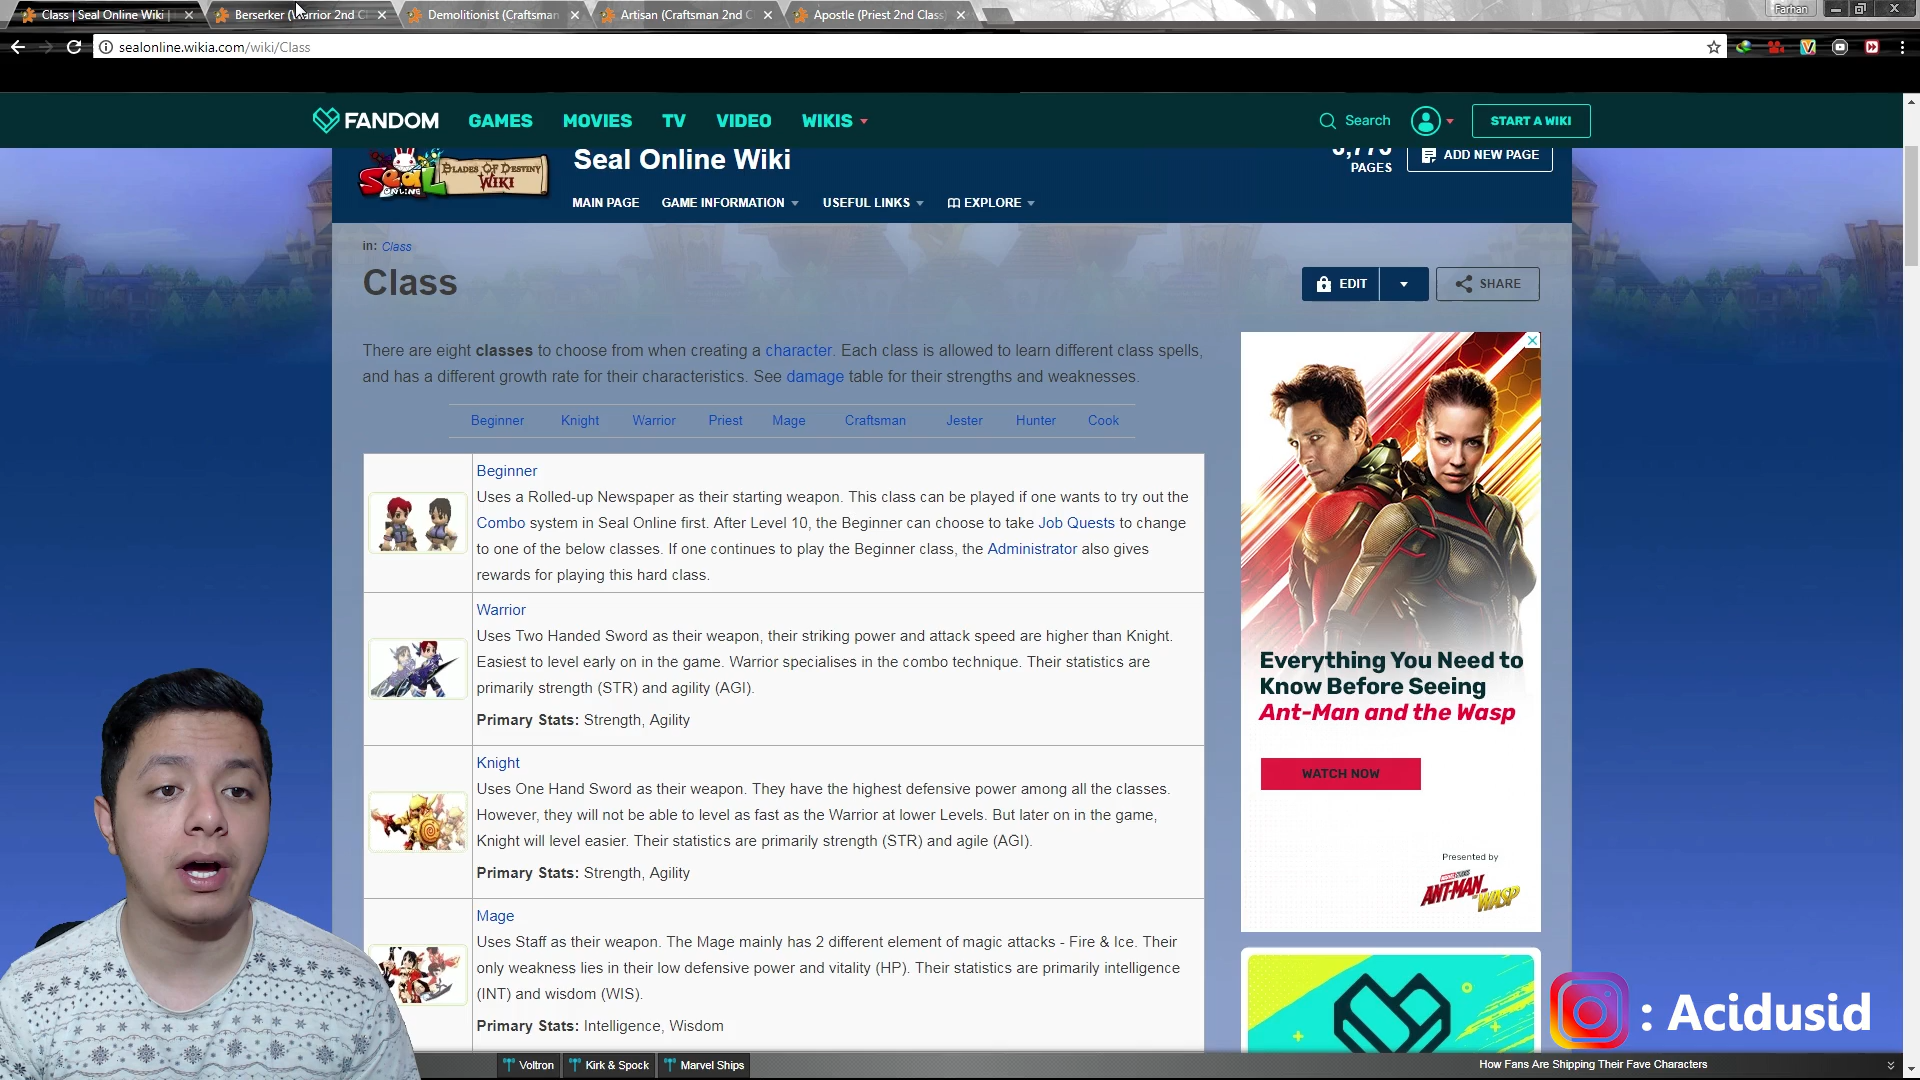 Class | Seal Online Wiki |
Berserker (Warrior 2nd Cl
Demolitionist (Craftsman
Artisan (Craftsman 2nd C
Apostle (Priest 2nd Class
Farhan
sealonline.wikia.com/wiki/Class
FANDOM
GAMES
MOVIES
TV
VIDEO
WIKIS
Search
START A WIKI
SEAL ONLINE
BLADES OF DESTINY WIKI
Seal Online Wiki
PAGES
ADD NEW PAGE
MAIN PAGE
GAME INFORMATION
USEFUL LINKS
EXPLORE
in: Class
Class
EDIT
SHARE
There are eight classes to choose from when creating a character. Each class is allowed to learn different class spells,
and has a different growth rate for their characteristics. See damage table for their strengths and weaknesses.
Beginner Knight Warrior Priest Mage Craftsman Jester Hunter Cook
Beginner
Uses a Rolled-up Newspaper as their starting weapon. This class can be played if one wants to try out the
Combo system in Seal Online first. After Level 10, the Beginner can choose to take Job Quests to change
to one of the below classes. If one continues to play the Beginner class, the Administrator also gives
rewards for playing this hard class.
Warrior
Uses Two Handed Sword as their weapon, their striking power and attack speed are higher than Knight.
Easiest to level early on in the game. Warrior specialises in the combo technique. Their statistics are
primarily strength (STR) and agility (AGI).
Primary Stats: Strength, Agility
Knight
Uses One Hand Sword as their weapon. They have the highest defensive power among all the classes.
However, they will not be able to level as fast as the Warrior at lower Levels. But later on in the game,
Knight will level easier. Their statistics are primarily strength (STR) and agile (AGI).
Primary Stats: Strength, Agility
Mage
Uses Staff as their weapon. The Mage mainly has 2 different element of magic attacks - Fire & Ice. Their
only weakness lies in their low defensive power and vitality (HP). Their statistics are primarily intelligence
(INT) and wisdom (WIS).
Primary Stats: Intelligence, Wisdom
Everything You Need to
Know Before Seeing
Ant-Man and the Wasp
WATCH NOW
Presented by
ANT-MAN
WASP
: Acidusid
Voltron
Kirk & Spock
Marvel Ships
How Fans Are Shipping Their Fave Characters